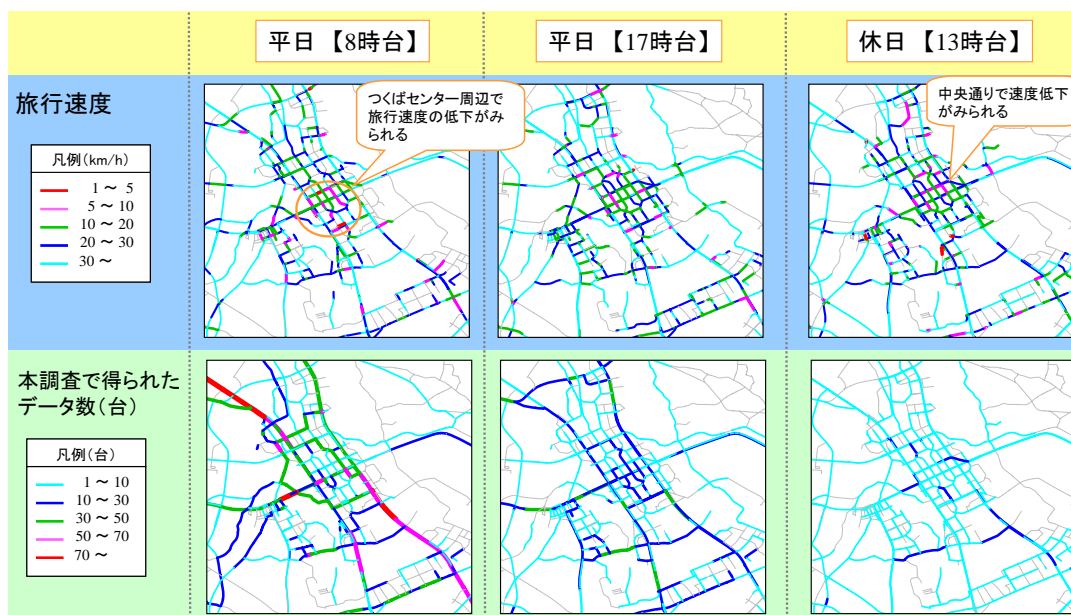 平日 【8時台】
平日 【17時台】
休日 【13時台】
旅行速度
つくばセンター周辺で
旅行速度の低下がみ
られる
中央通りで速度低下
がみられる
凡例(km/h)
1 ~ 5
5 ~ 10
10 ~ 20
20 ~ 30
30 ~
本調査で得られた
データ数(台)
凡例(台)
1 ~ 10
10 ~ 30
30 ~ 50
50 ~ 70
70 ~